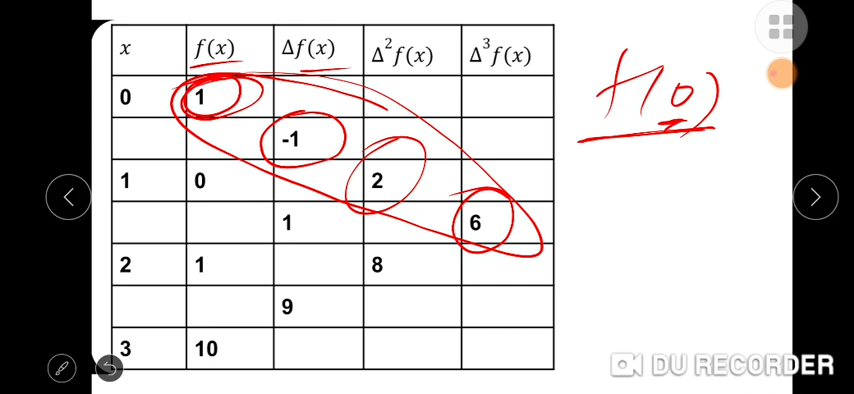 x f(x) Δf(x) Δ²f(x) Δ³f(x)
0 1
-1
1 0 2
1 6
2 1 8
9
3 10
f(0)
DU RECORDER